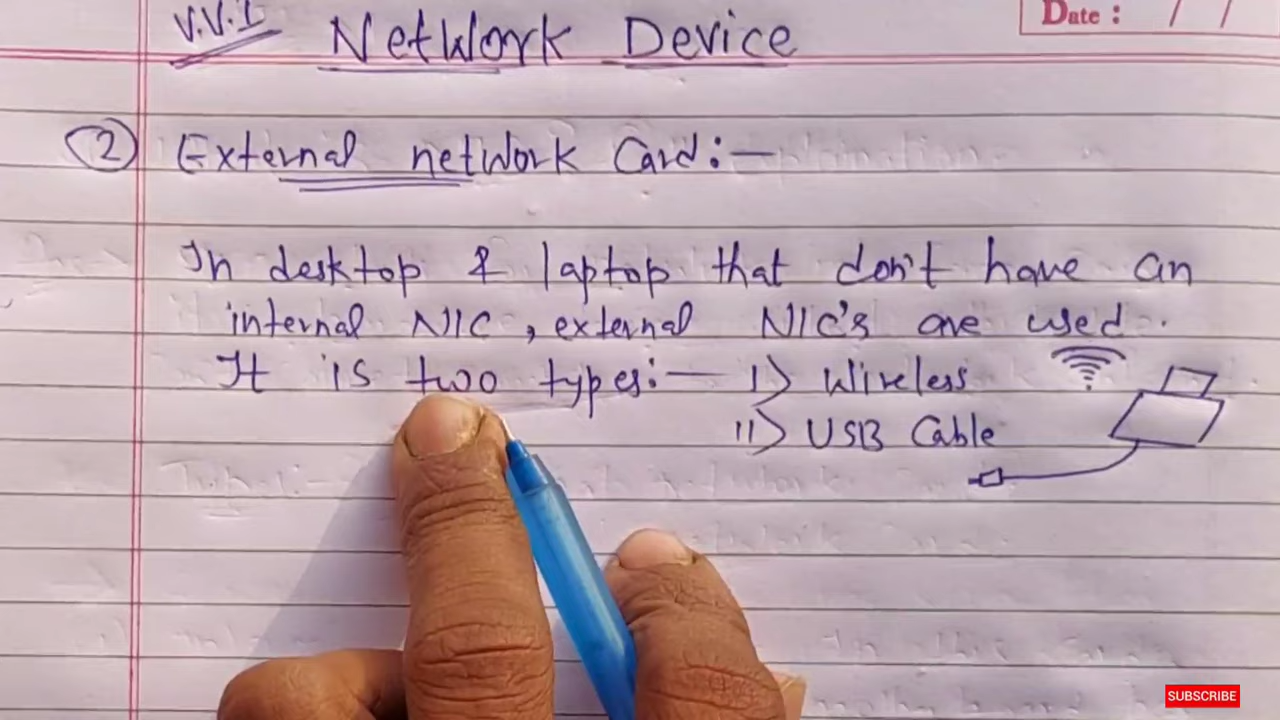 V.V.I Network Device
Date : / /
② External network Card:-
In desktop & laptop that don't have an
internal NIC, external NIC's are used.
It is two types:- I> Wireless
II> USB Cable
SUBSCRIBE